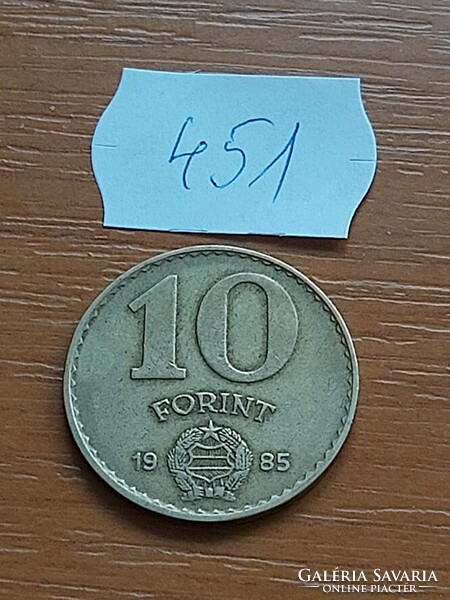 451
10
FORINT
19 85
GALÉRIA SAVARIA
ONLINE PIACTÉR